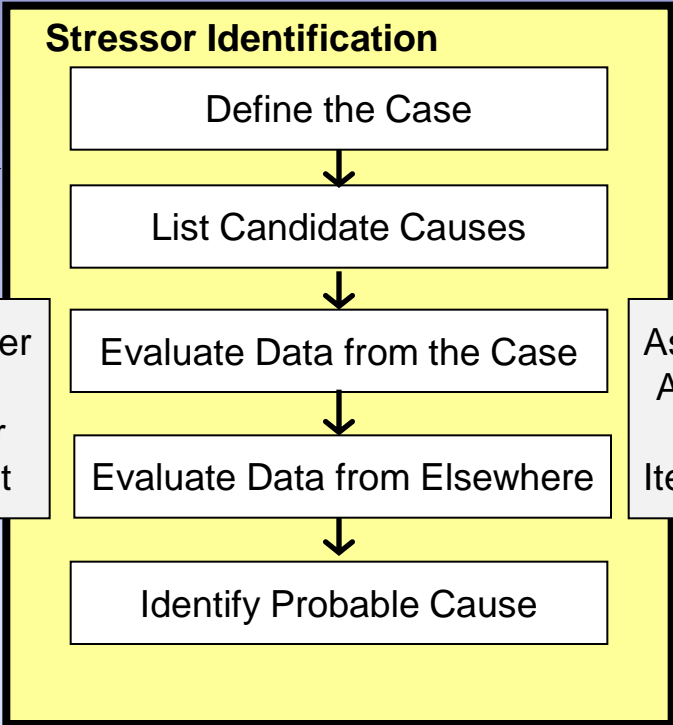 Stressor Identification
Define the Case
List Candidate Causes
Evaluate Data from the Case
Evaluate Data from Elsewhere
Identify Probable Cause